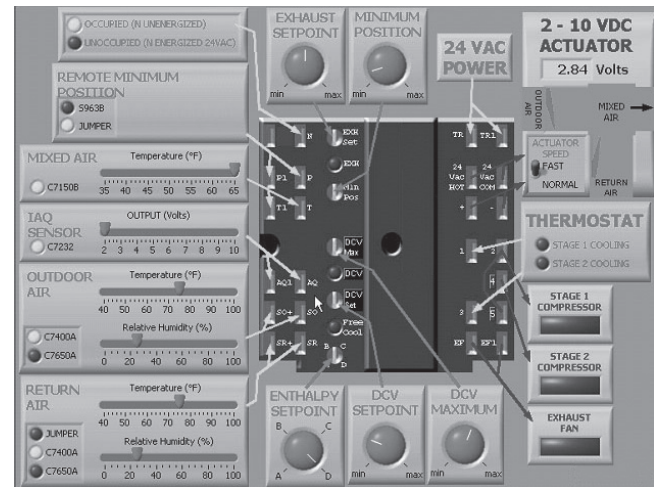 OCCUPIED (N UNENERGIZED)
UNOCCUPIED (N ENERGIZED 24VAC)
REMOTE MINIMUM
POSITION
S963B
JUMPER
MIXED AIR
Temperature (°F)
C7150B
35 40 45 50 55 60 65
IAQ
SENSOR
OUTPUT (Volts)
C7232
2 3 4 5 6 7 8 9 10
OUTDOOR
AIR
Temperature (°F)
40 50 60 70 80 90 100
Relative Humidity (%)
C7400A
C7650A
0 20 40 60 80 100
RETURN
AIR
Temperature (°F)
40 50 60 70 80 90 100
JUMPER
C7400A
C7650A
Relative Humidity (%)
0 20 40 60 80 100
EXHAUST
SETPOINT
min max
MINIMUM
POSITION
min max
24 VAC
POWER
2 - 10 VDC
ACTUATOR
2.84 Volts
OUTDOOR
AIR
MIXED
AIR
RETURN
AIR
ACTUATOR
SPEED
FAST
NORMAL
THERMOSTAT
STAGE 1 COOLING
STAGE 2 COOLING
STAGE 1
COMPRESSOR
STAGE 2
COMPRESSOR
EXHAUST
FAN
N
EXH
Set
P1 P
EXH
Min
Pos
T1 T
DCV
Max
AQ1 AQ
DCV
DCV
Set
SO+ SO
Free
Cool
SR+ SR
B C
D
TR TR1
24
Vac
HOT
24
Vac
COM
+ -
1 2
4
3 5
EF EF1
ENTHALPY
SETPOINT
B C
A D
DCV
SETPOINT
min max
DCV
MAXIMUM
min max